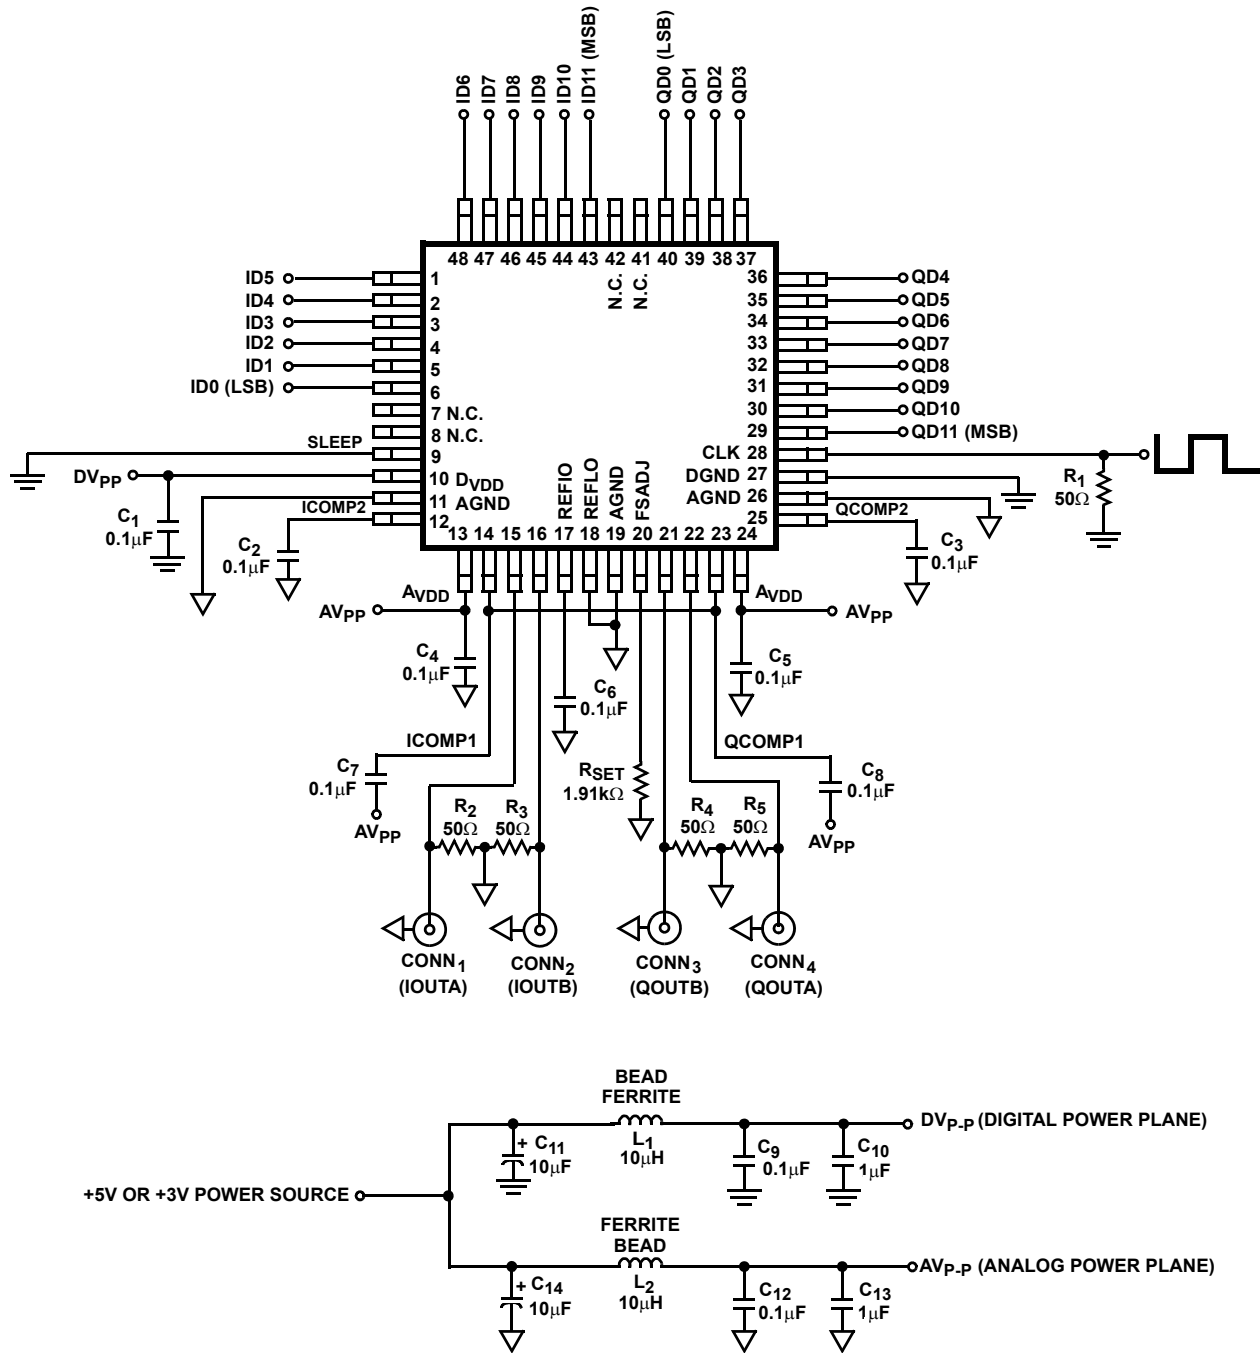 ID6
ID7
ID8
ID9
ID10
ID11 (MSB)
QD0 (LSB)
QD1
QD2
QD3
48 47 46 45 44 43 42 41 40 39 38 37
N.C.
N.C.
ID5
ID4
ID3
ID2
ID1
ID0 (LSB)
1
2
3
4
5
6
7 N.C.
8 N.C.
SLEEP
9
DVPP
10 DVDD
11 AGND
ICOMP2
12
36
35
34
33
32
31
30
29
CLK 28
DGND 27
AGND 26
25
QD4
QD5
QD6
QD7
QD8
QD9
QD10
QD11 (MSB)
QCOMP2
R1
50Ω
REFIO
REFLO
AGND
FSADJ
13 14 15 16 17 18 19 20 21 22 23 24
C1
0.1µF
C2
0.1µF
C3
0.1µF
AVDD
AVPP
AVDD
AVPP
C4
0.1µF
C5
0.1µF
C6
0.1µF
ICOMP1
QCOMP1
C7
0.1µF
AVPP
RSET
1.91kΩ
C8
0.1µF
AVPP
R2
50Ω
R3
50Ω
R4
50Ω
R5
50Ω
CONN1
(IOUTA)
CONN2
(IOUTB)
CONN3
(QOUTB)
CONN4
(QOUTA)
BEAD
FERRITE
+ C11
10µF
L1
10µH
C9
0.1µF
C10
1µF
DVP-P (DIGITAL POWER PLANE)
+5V OR +3V POWER SOURCE
FERRITE
BEAD
+ C14
10µF
L2
10µH
C12
0.1µF
C13
1µF
AVP-P (ANALOG POWER PLANE)